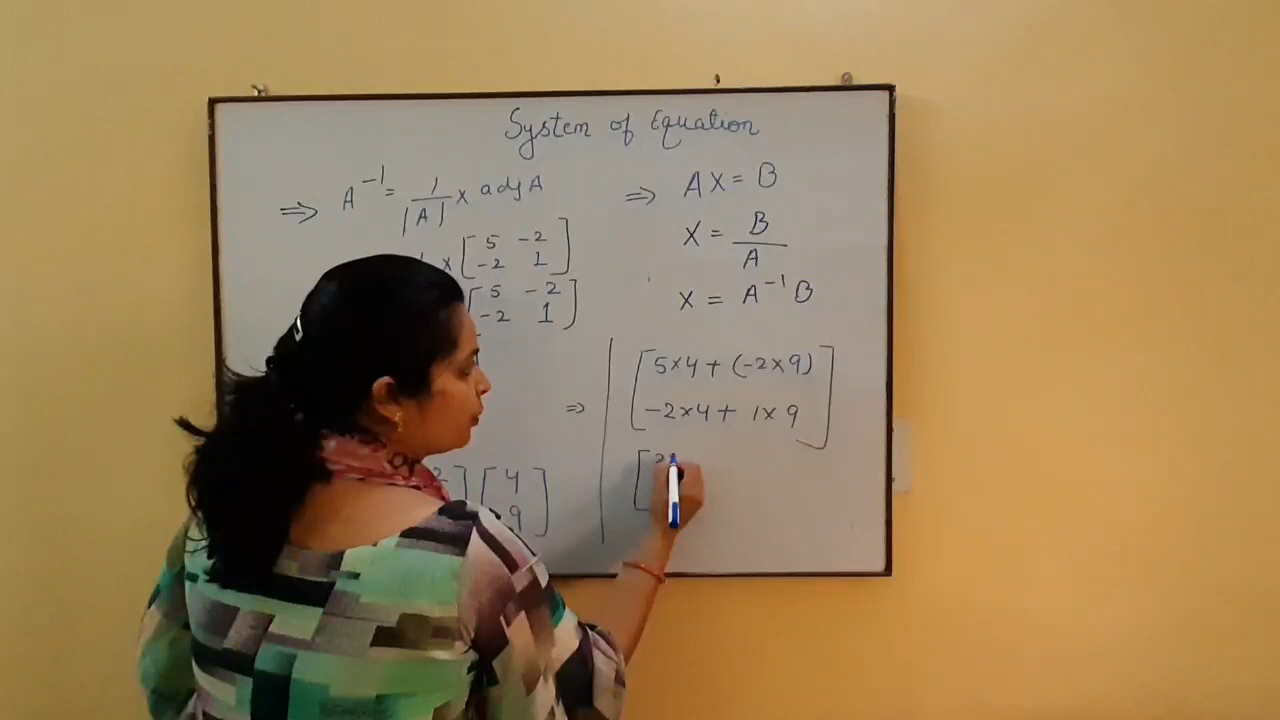 System of Equation
⇒ A⁻¹ = 1/|A| × adj A
× [5 -2
-2 1]
[5 -2
-2 1]
⇒ AX = B
X = B/A
X = A⁻¹ B
[4
9]
⇒ [5×4 + (-2×9)
-2×4 + 1×9]
[